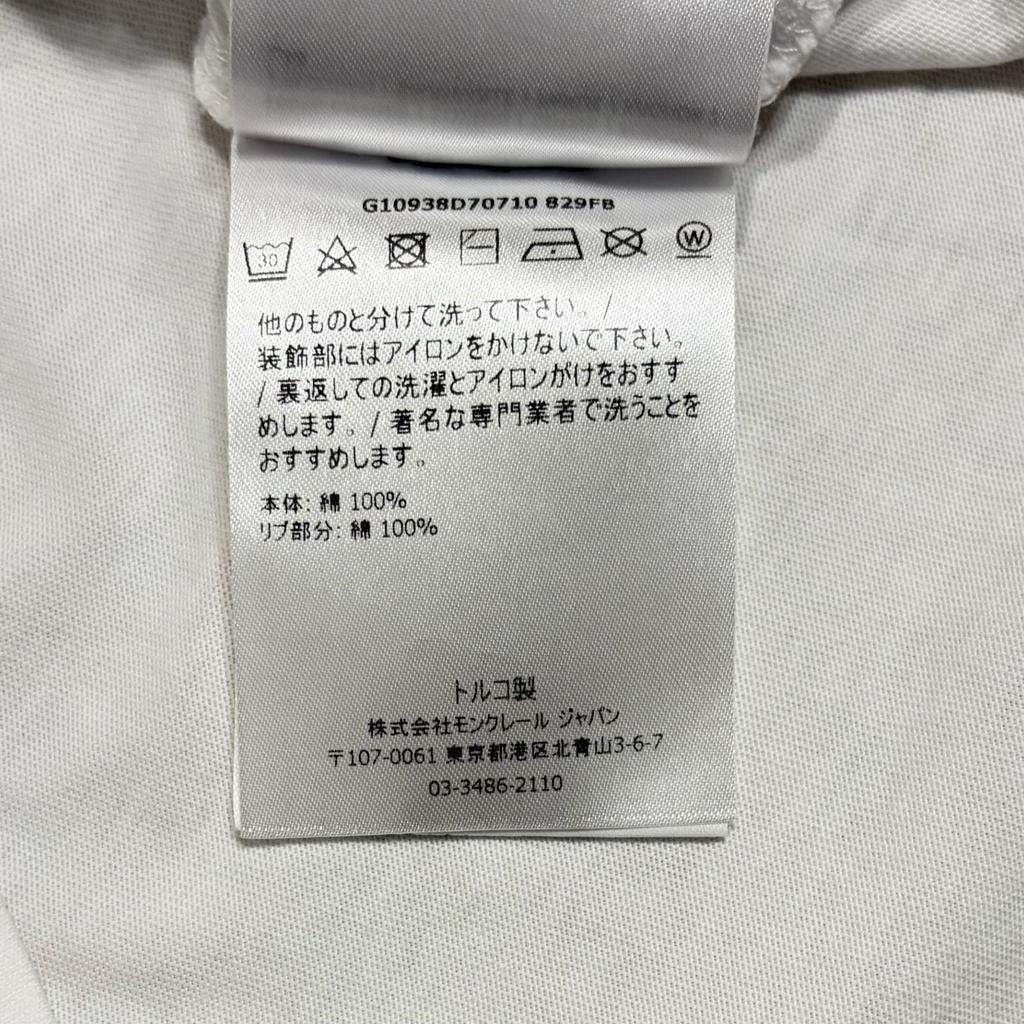 G10938D70710 829FB
30 W
他のものと分けて洗って下さい。/
装飾部にはアイロンをかけないで下さい。
/ 裏返しての洗濯とアイロンがけをおすす
めします。/ 著名な専門業者で洗うことを
おすすめします。
本体: 綿 100%
リブ部分: 綿 100%
トルコ製
株式会社モンクレール ジャパン
〒107-0061 東京都港区北青山3-6-7
03-3486-2110